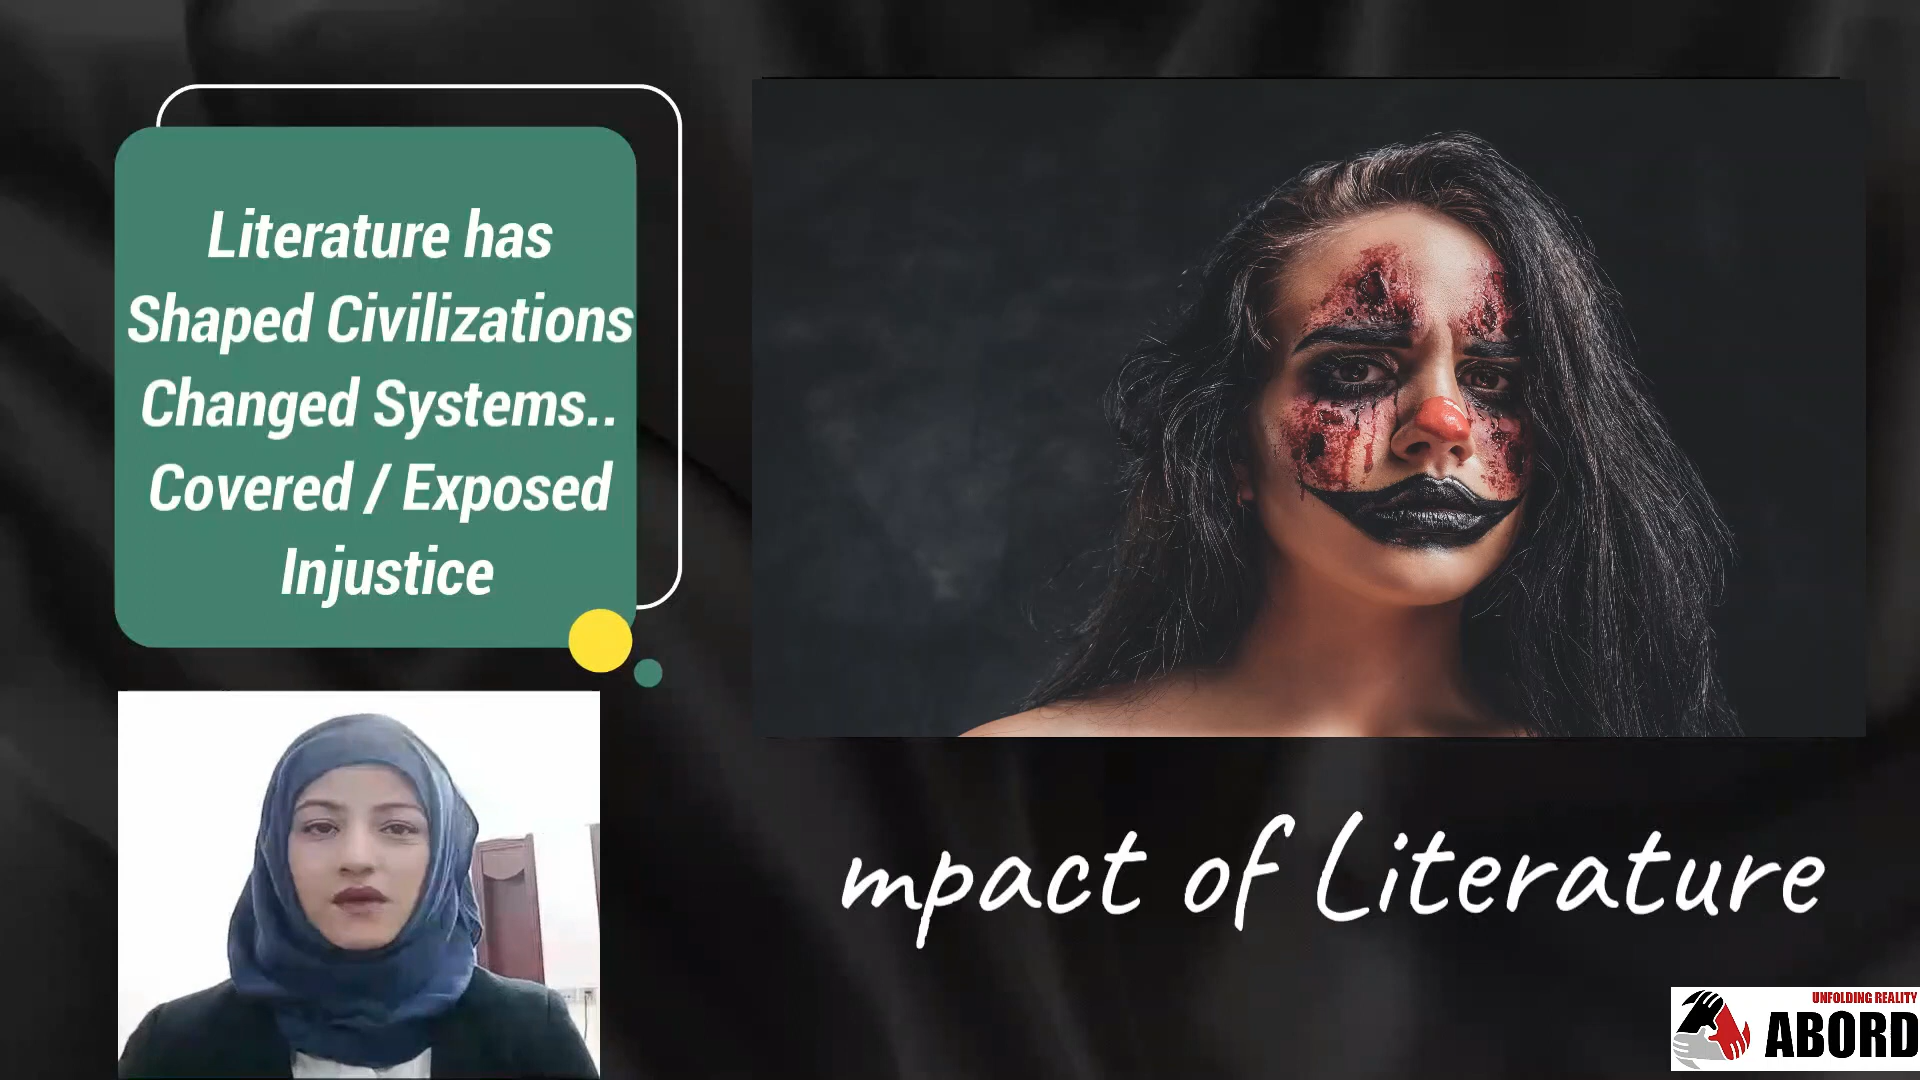 Literature has
Shaped Civilizations
Changed Systems..
Covered / Exposed
Injustice
mpact of Literature
UNFOLDING REALITY
ABORD